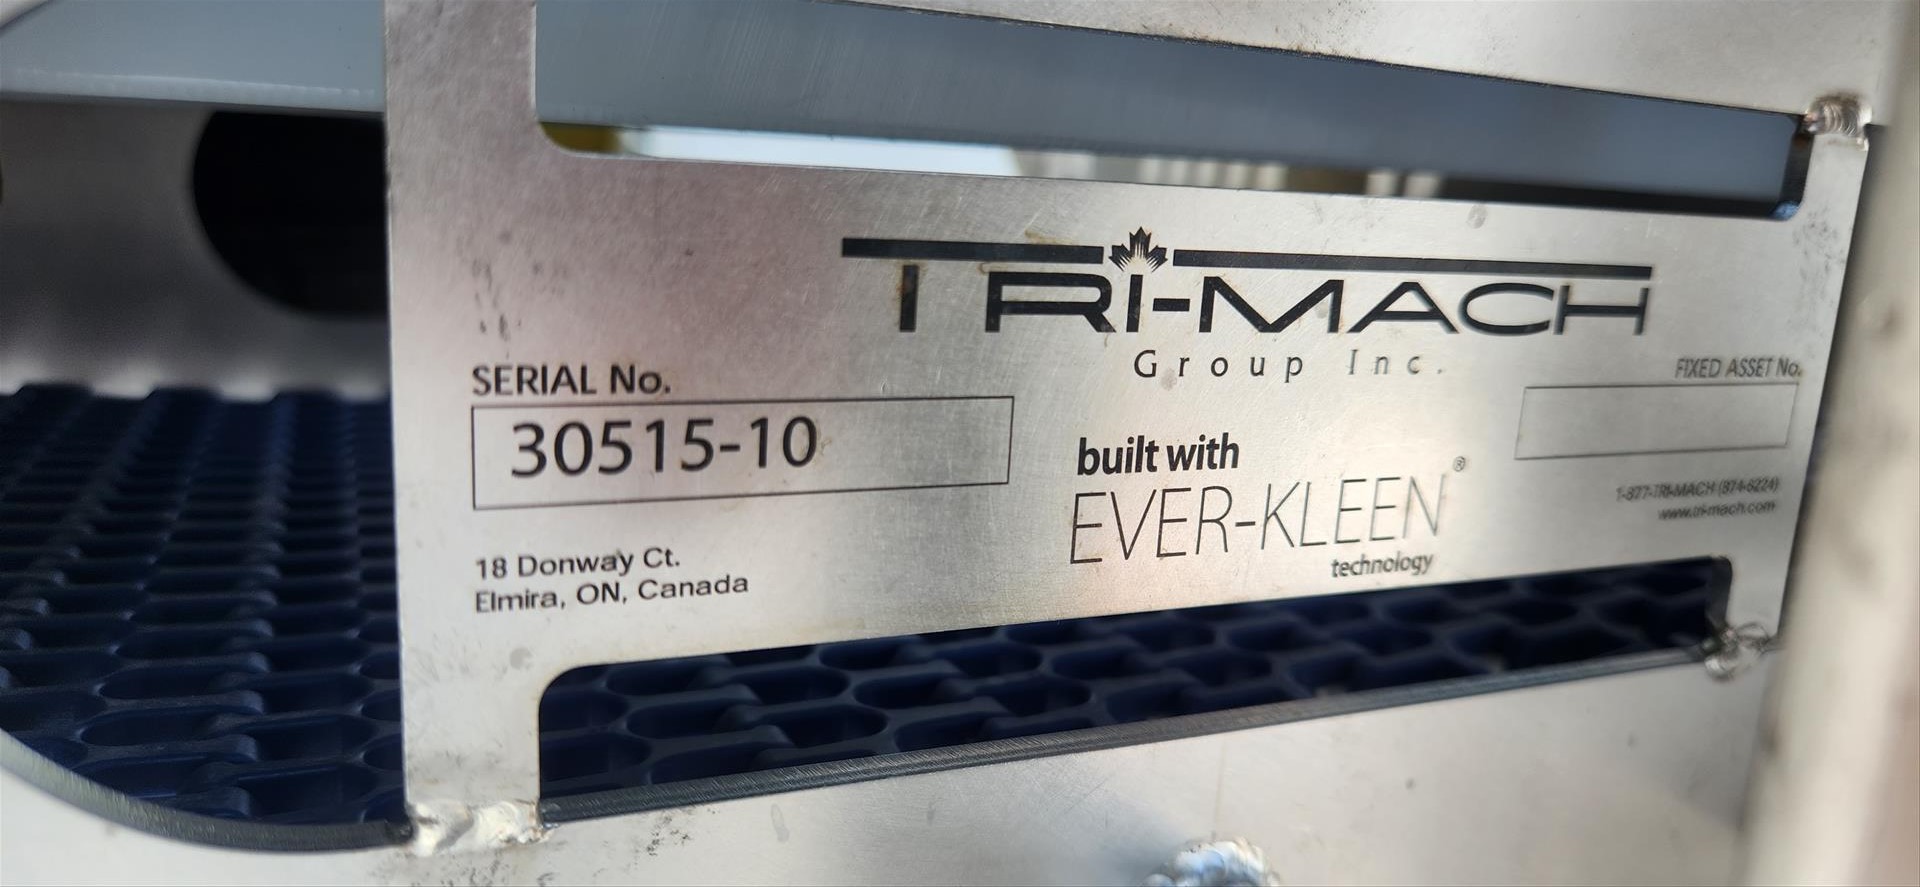 TRI-MACH
Group Inc.
SERIAL No.
30515-10
18 Donway Ct.
Elmira, ON, Canada
built with
EVER-KLEEN®
technology
FIXED ASSET No.
1-877-TRI-MACH (874-6224)
www.tri-mach.com